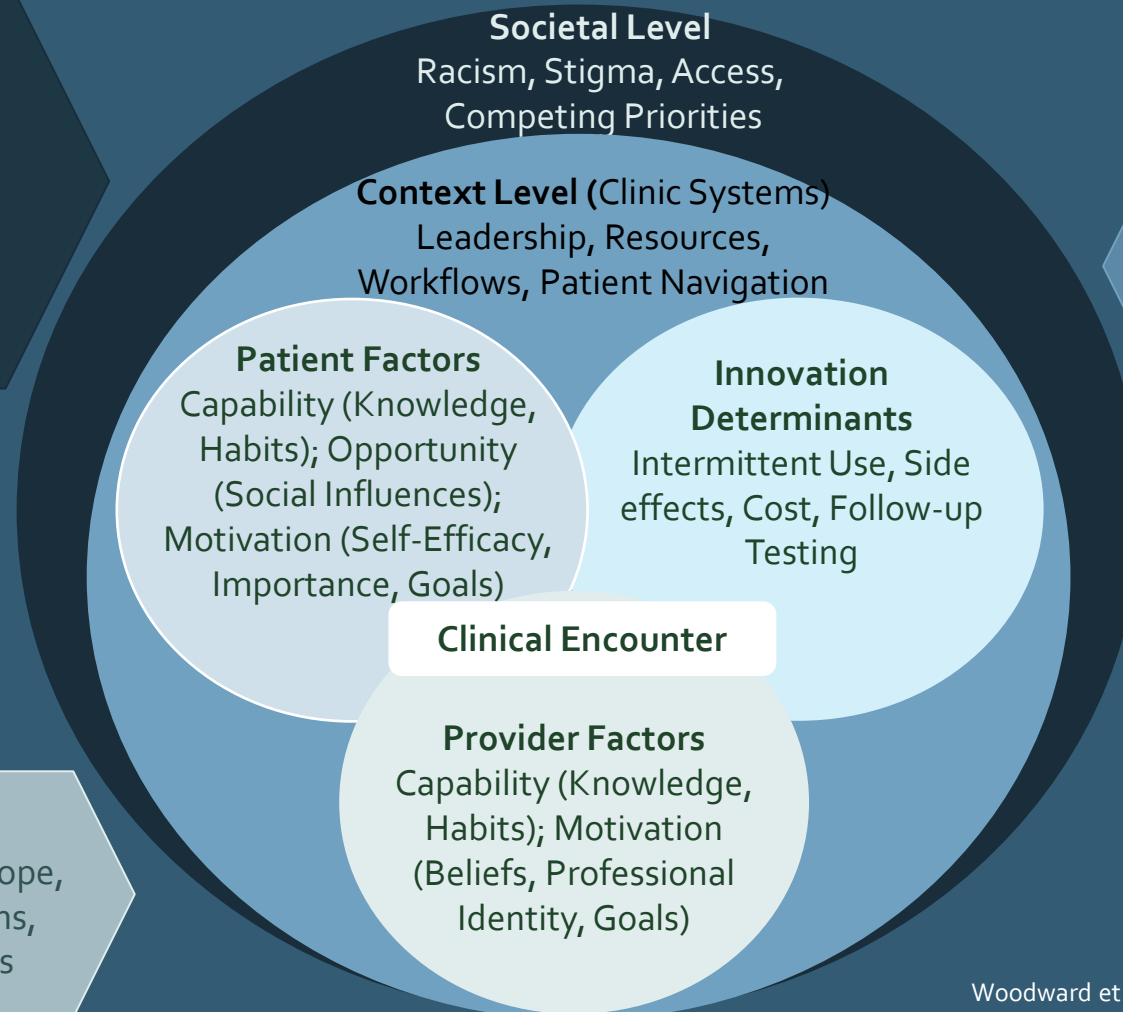 Societal Level
Racism, Stigma, Access,
Competing Priorities
Context Level (Clinic Systems)
Leadership, Resources,
Workflows, Patient Navigation
Patient Factors
Capability (Knowledge,
Habits); Opportunity
(Social Influences);
Motivation (Self-Efficacy,
Importance, Goals)
Innovation
Determinants
Intermittent Use, Side
effects, Cost, Follow-up
Testing
Clinical Encounter
Provider Factors
Capability (Knowledge,
Habits); Motivation
(Beliefs, Professional
Identity, Goals)
Woodward et